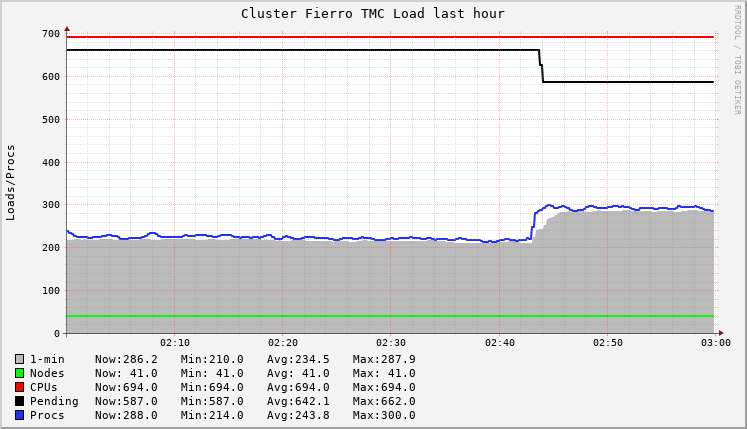 Cluster Fierro TMC Load last hour
RRDTOOL / TOBI OETIKER
Loads/Procs
700
600
500
400
300
200
100
0
02:10 02:20 02:30 02:40 02:50 03:00
1-min Now:286.2 Min:210.0 Avg:234.5 Max:287.9
Nodes Now: 41.0 Min: 41.0 Avg: 41.0 Max: 41.0
CPUs Now:694.0 Min:694.0 Avg:694.0 Max:694.0
Pending Now:587.0 Min:587.0 Avg:642.1 Max:662.0
Procs Now:288.0 Min:214.0 Avg:243.8 Max:300.0